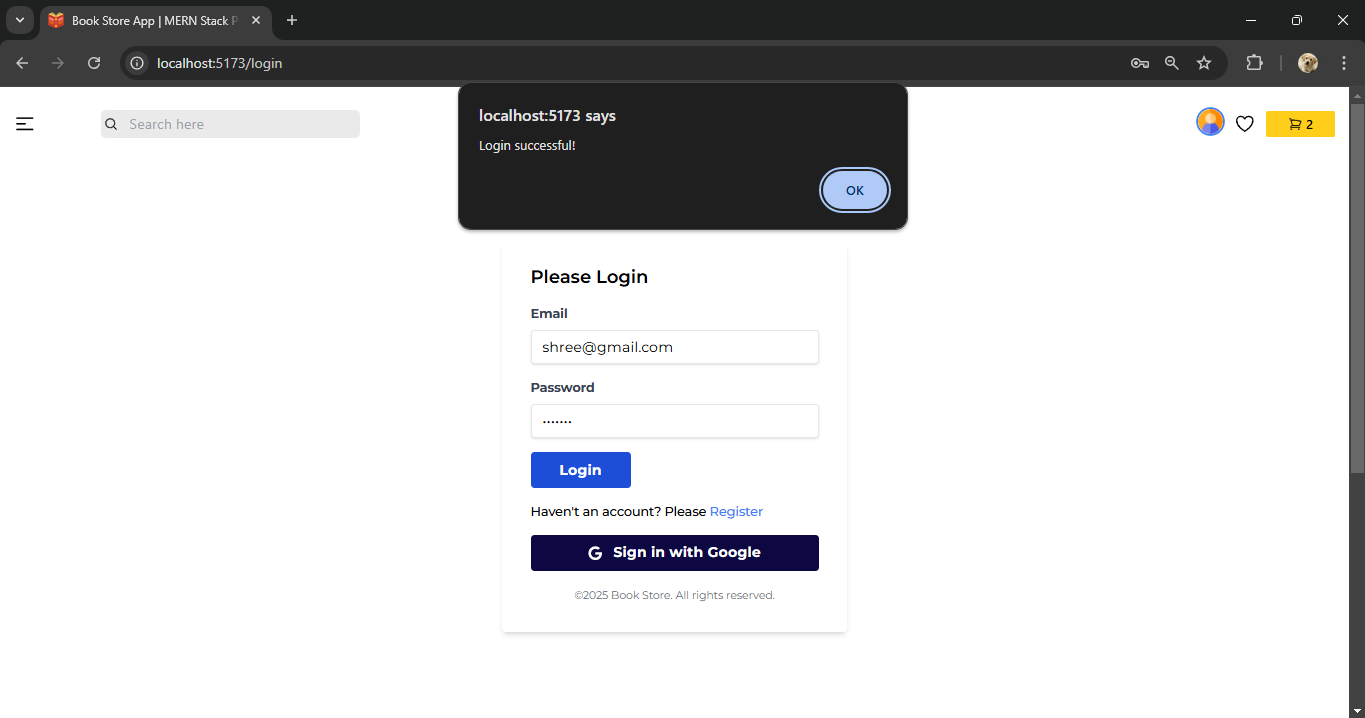 Book Store App | MERN Stack P
localhost:5173/login
localhost:5173 says
Login successful!
OK
Search here
2
Please Login
Email
shree@gmail.com
Password
Login
Haven't an account? Please Register
G Sign in with Google
©2025 Book Store. All rights reserved.